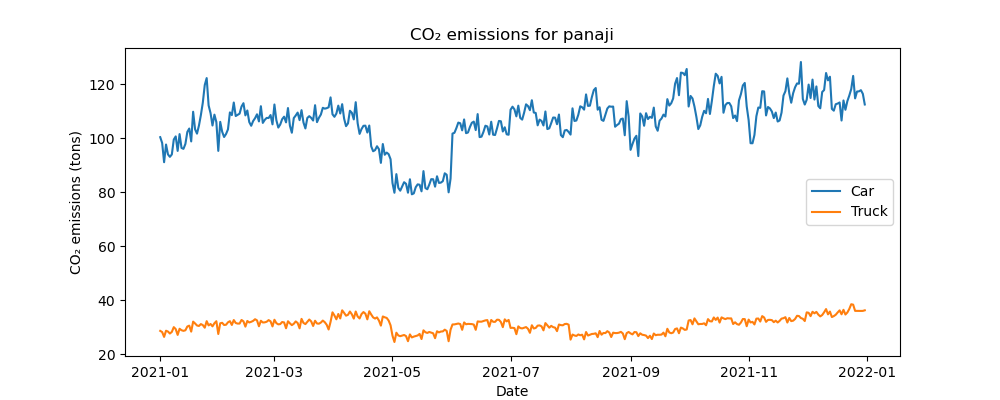 CO₂ emissions for panaji
CO₂ emissions (tons)
120
100
80
60
40
20
Car
Truck
2021-01
2021-03
2021-05
2021-07
2021-09
2021-11
2022-01
Date